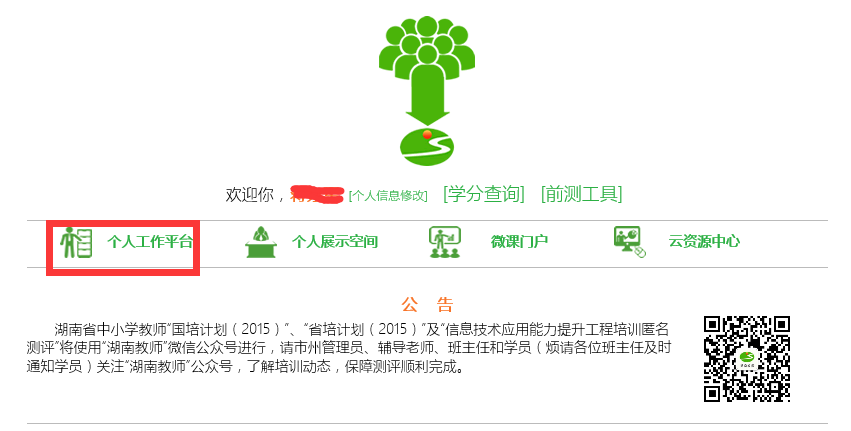 欢迎你， [个人信息修改] [学分查询] [前测工具]
个人工作平台 个人展示空间 微课门户 云资源中心
公 告
湖南省中小学教师“国培计划（2015）”、“省培计划（2015）”及“信息技术应用能力提升工程培训匿名
测评”将使用“湖南教师”微信公众号进行，请市州管理员、辅导老师、班主任和学员（烦请各位班主任及时
通知学员）关注“湖南教师”公众号，了解培训动态，保障测评顺利完成。